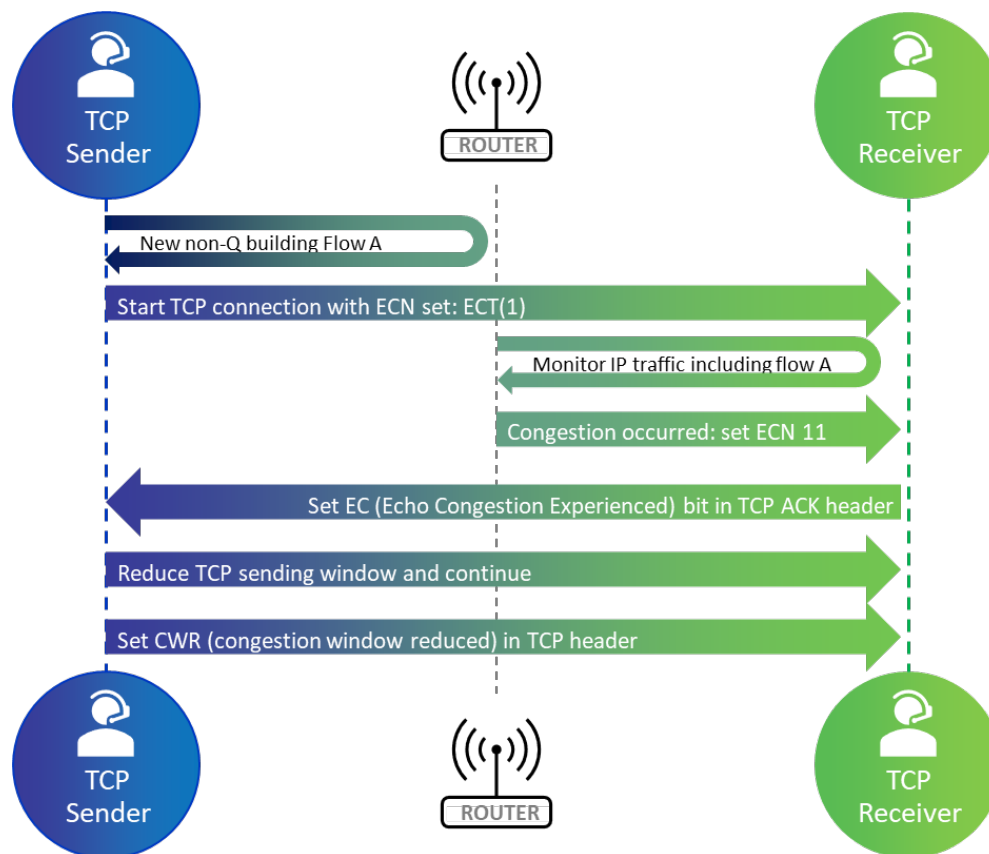 TCP
Sender
ROUTER
TCP
Receiver
New non-Q building Flow A
Start TCP connection with ECN set: ECT(1)
Monitor IP traffic including flow A
Congestion occurred: set ECN 11
Set EC (Echo Congestion Experienced) bit in TCP ACK header
Reduce TCP sending window and continue
Set CWR (congestion window reduced) in TCP header
TCP
Sender
ROUTER
TCP
Receiver